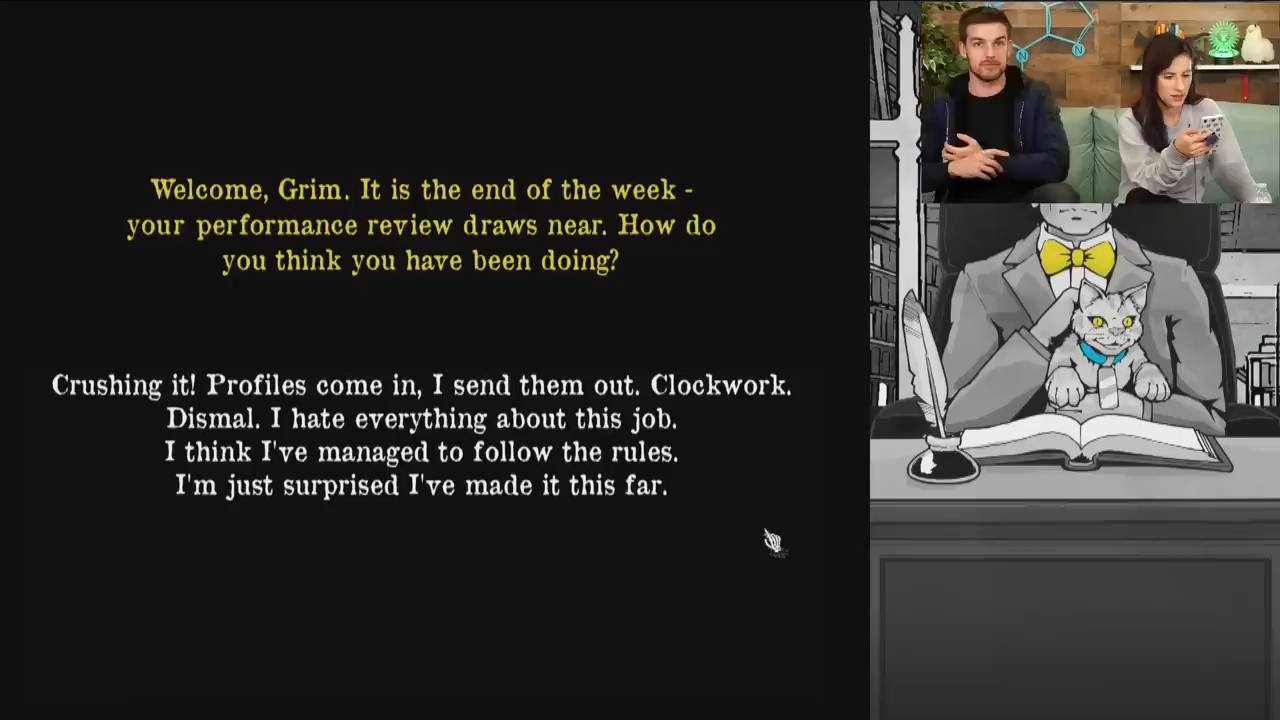 Welcome, Grim. It is the end of the week -
your performance review draws near. How do
you think you have been doing?
Crushing it! Profiles come in, I send them out. Clockwork.
Dismal. I hate everything about this job.
I think I've managed to follow the rules.
I'm just surprised I've made it this far.
N
N